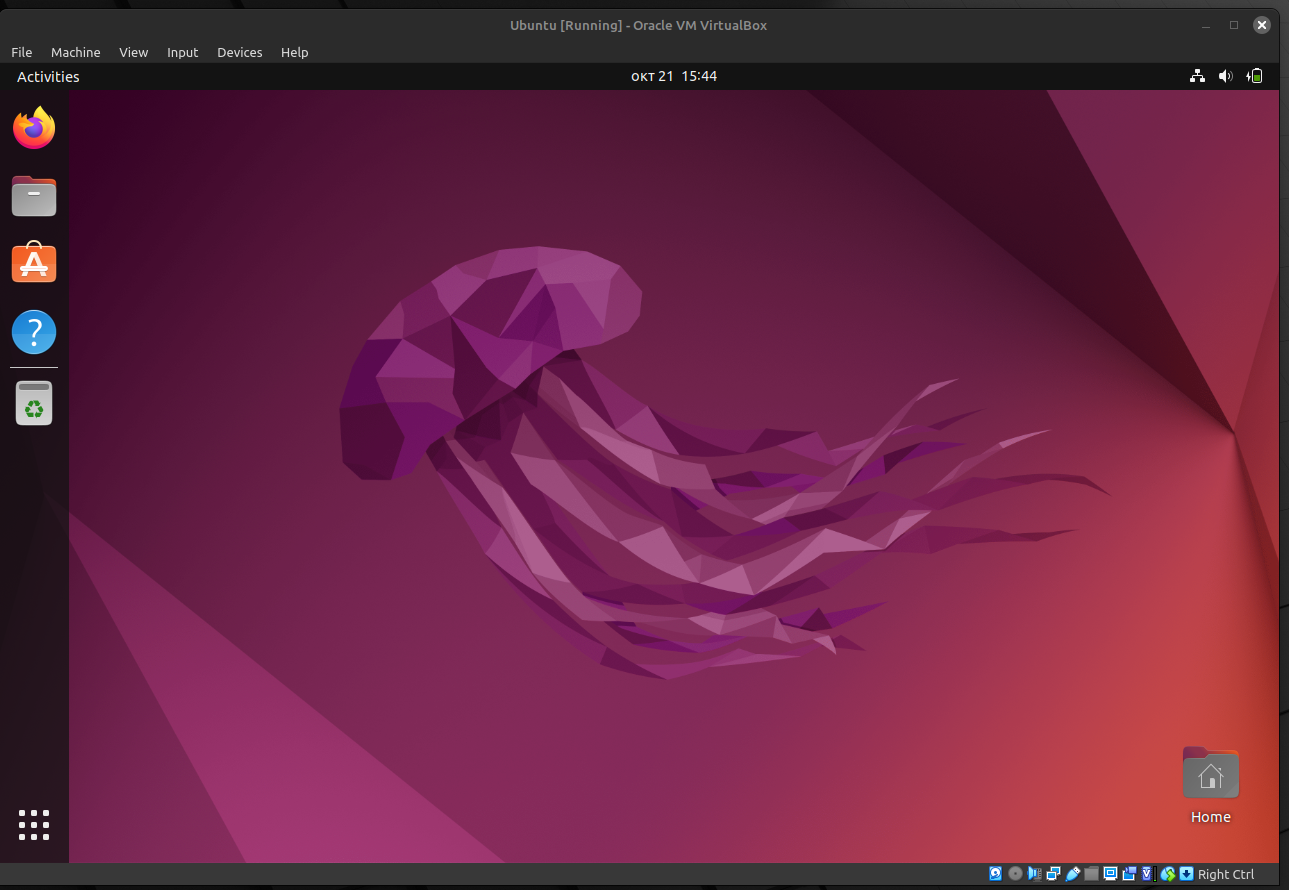 Ubuntu [Running] - Oracle VM VirtualBox
File Machine View Input Devices Help
Activities
окт 21 15:44
Home
Right Ctrl